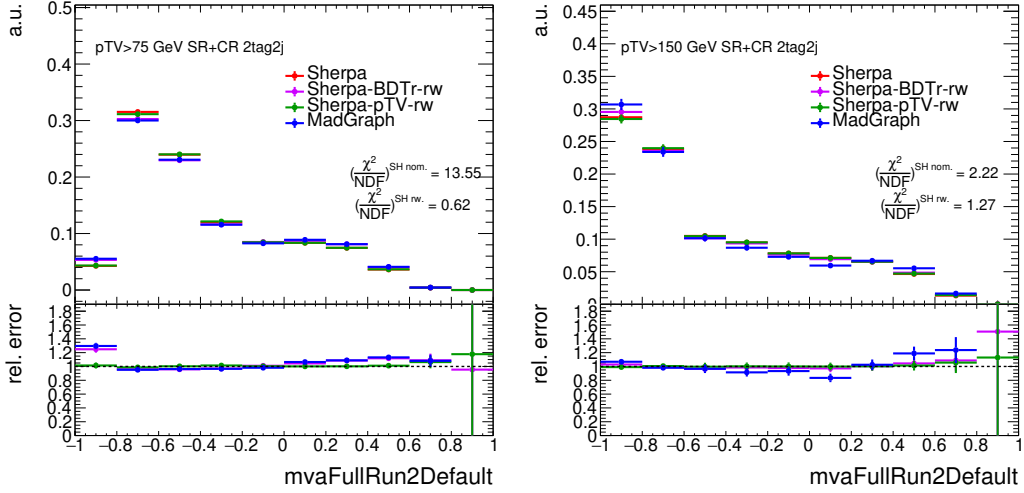 a.u.
0.5
0.4
0.3
0.2
0.1
0
pTV>75 GeV SR+CR 2tag2j
Sherpa
Sherpa-BDTr-rw
Sherpa-pTV-rw
MadGraph
(χ²/NDF)^SH nom. = 13.55
(χ²/NDF)^SH rw. = 0.62
rel. error
1.8
1.6
1.4
1.2
1.0
0.8
0.6
0.4
0.2
0
−1 −0.8 −0.6 −0.4 −0.2 0 0.2 0.4 0.6 0.8 1
mvaFullRun2Default
a.u.
0.45
0.4
0.35
0.3
0.25
0.2
0.15
0.1
0.05
0
pTV>150 GeV SR+CR 2tag2j
Sherpa
Sherpa-BDTr-rw
Sherpa-pTV-rw
MadGraph
(χ²/NDF)^SH nom. = 2.22
(χ²/NDF)^SH rw. = 1.27
rel. error
1.8
1.6
1.4
1.2
1.0
0.8
0.6
0.4
0.2
0
−1 −0.8 −0.6 −0.4 −0.2 0 0.2 0.4 0.6 0.8 1
mvaFullRun2Default